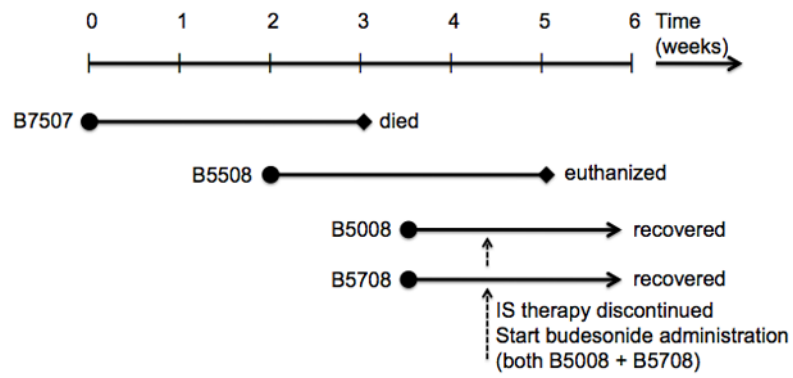 0 1 2 3 4 5 6 Time
(weeks)
B7507 died
B5508 euthanized
B5008 recovered
B5708 recovered
IS therapy discontinued
Start budesonide administration
(both B5008 + B5708)